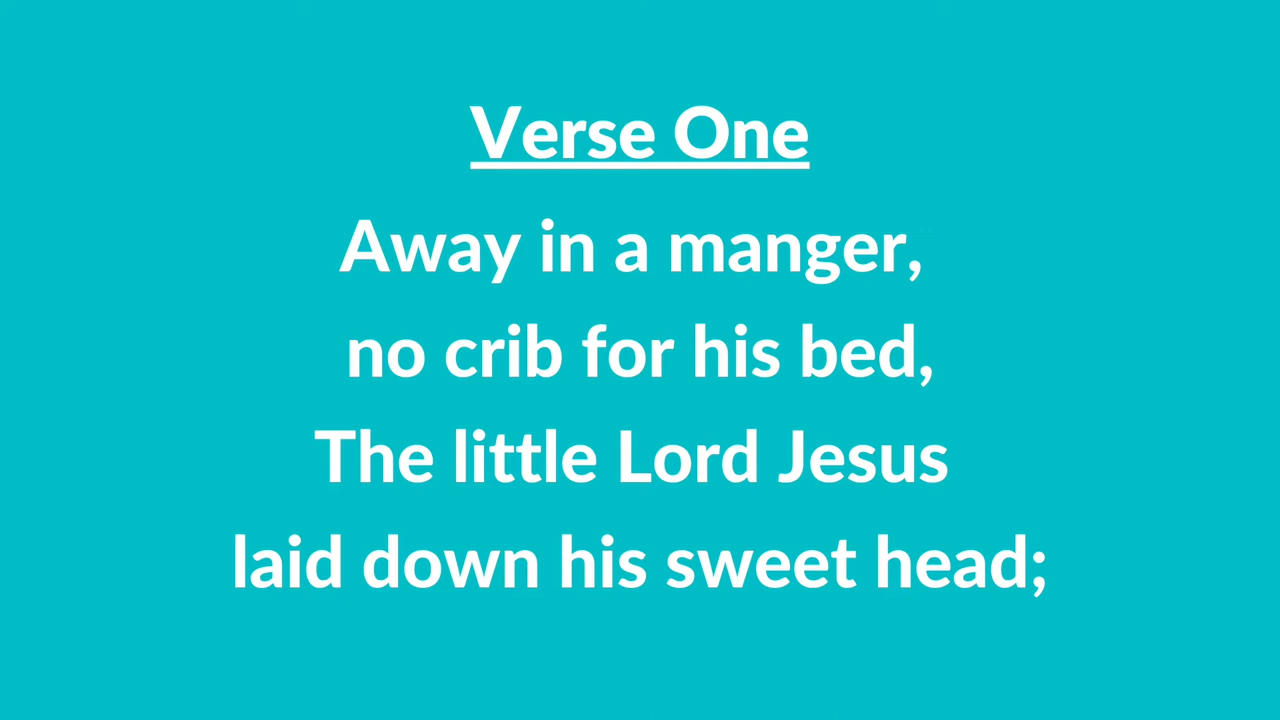 Verse One
Away in a manger,
no crib for his bed,
The little Lord Jesus
laid down his sweet head;